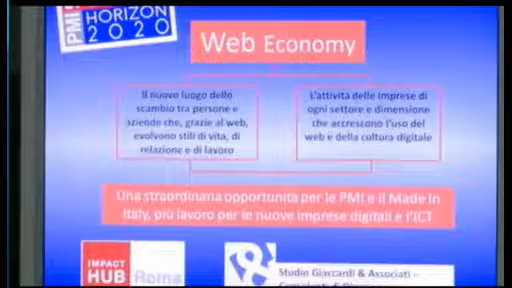 PMI
HORIZON
2020
Web Economy
Il nuovo luogo dello
scambio tra persone e
aziende che, grazie al web,
evolvono stili di vita, di
relazione e di lavoro
L'attività delle imprese di
ogni settore e dimensione
che accrescono l'uso del
web e della cultura digitale
Una straordinaria opportunità per le PMI e il Made in
Italy, più lavoro per le nuove imprese digitali e l'ICT
IMPACT
HUB Roma
Studio Giaccardi & Associati –